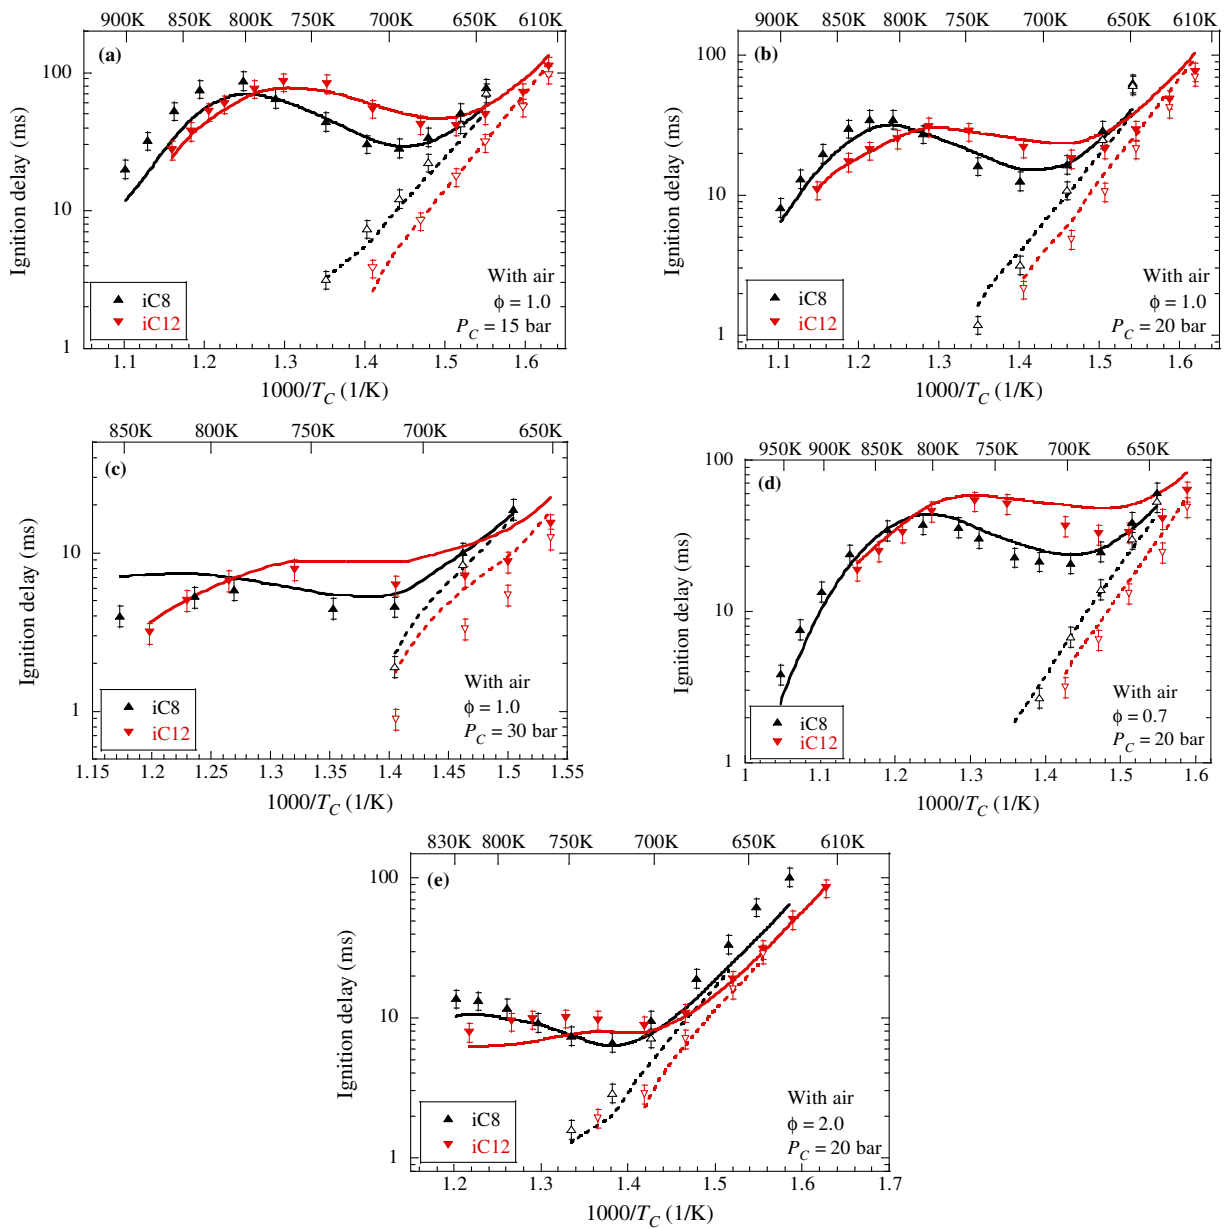 900K 850K 800K 750K 700K 650K 610K
(a)
100
10
1
Ignition delay (ms)
iC8
iC12
With air
ϕ = 1.0
P_C = 15 bar
1.1 1.2 1.3 1.4 1.5 1.6
1000/T_C (1/K)
900K 850K 800K 750K 700K 650K 610K
(b)
100
10
1
Ignition delay (ms)
iC8
iC12
With air
ϕ = 1.0
P_C = 20 bar
1.1 1.2 1.3 1.4 1.5 1.6
1000/T_C (1/K)
850K 800K 750K 700K 650K
(c)
10
1
Ignition delay (ms)
iC8
iC12
With air
ϕ = 1.0
P_C = 30 bar
1.15 1.2 1.25 1.3 1.35 1.4 1.45 1.5 1.55
1000/T_C (1/K)
950K 900K 850K 800K 750K 700K 650K
(d)
100
10
1
Ignition delay (ms)
iC8
iC12
With air
ϕ = 0.7
P_C = 20 bar
1 1.1 1.2 1.3 1.4 1.5 1.6
1000/T_C (1/K)
830K 800K 750K 700K 650K 610K
(e)
100
10
1
Ignition delay (ms)
iC8
iC12
With air
ϕ = 2.0
P_C = 20 bar
1.2 1.3 1.4 1.5 1.6 1.7
1000/T_C (1/K)